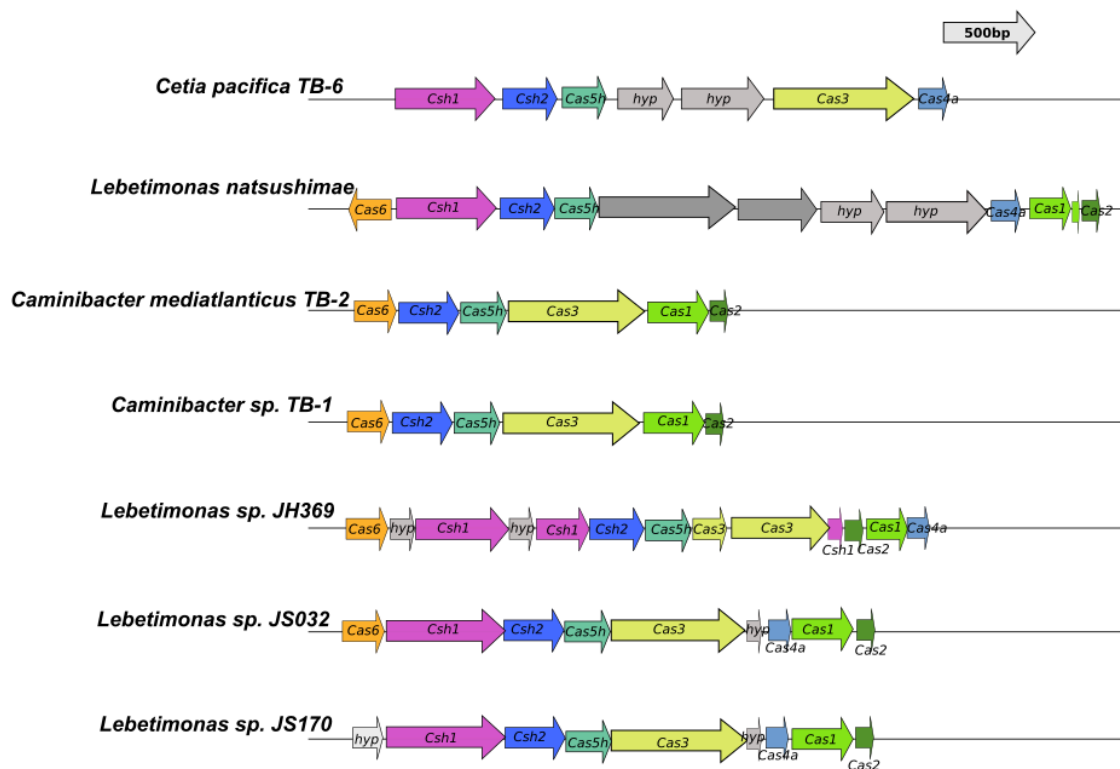 500bp
Cetia pacifica TB-6
Csh1 Csh2 Cas5h hyp hyp Cas3 Cas4a
Lebetimonas natsushimae
Cas6 Csh1 Csh2 Cas5h hyp hyp Cas4a Cas1 Cas2
Caminibacter mediatlanticus TB-2
Cas6 Csh2 Cas5h Cas3 Cas1 Cas2
Caminibacter sp. TB-1
Cas6 Csh2 Cas5h Cas3 Cas1 Cas2
Lebetimonas sp. JH369
Cas6 hyp Csh1 hyp Csh1 Csh2 Cas5h Cas3 Cas3 Csh1 Cas2 Cas1 Cas4a
Lebetimonas sp. JS032
Cas6 Csh1 Csh2 Cas5h Cas3 hyp Cas4a Cas1 Cas2
Lebetimonas sp. JS170
hyp Csh1 Csh2 Cas5h Cas3 hyp Cas4a Cas1 Cas2